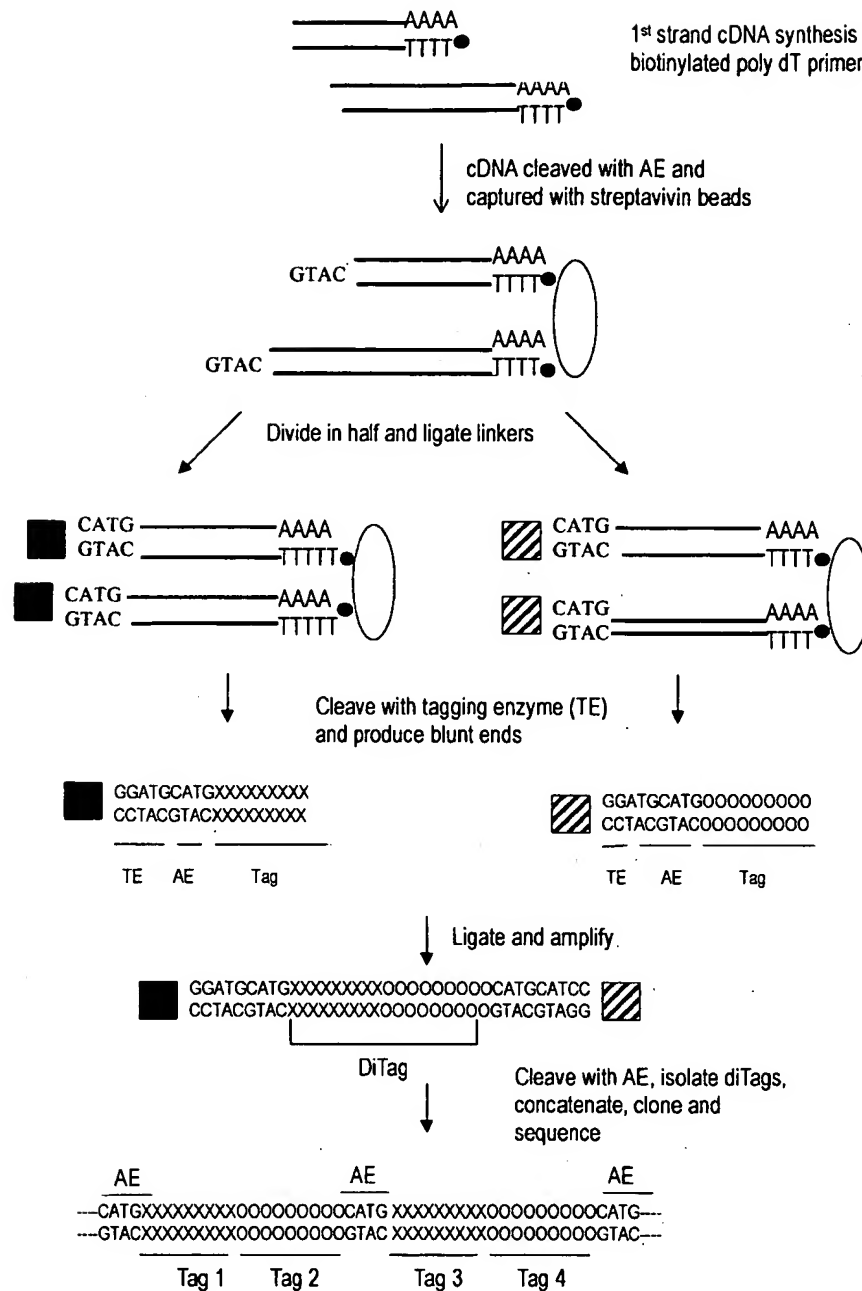 AAAA
TTTT
1st strand cDNA synthesis
biotinylated poly dT primer
AAAA
TTTT
cDNA cleaved with AE and
captured with streptavivin beads
AAAA
GTAC
TTTT
AAAA
GTAC
TTTT
Divide in half and ligate linkers
CATG AAAA
GTAC TTTTT
CATG AAAA
GTAC TTTTT
CATG AAAA
GTAC TTTT
CATG AAAA
GTAC TTTT
Cleave with tagging enzyme (TE)
and produce blunt ends
GGATGCATGXXXXXXXXX
CCTACGTACXXXXXXXXX
TE AE Tag
GGATGCATGOOOOOOOOO
CCTACGTACOOOOOOOOO
TE AE Tag
Ligate and amplify
GGATGCATGXXXXXXXXXOOOOOOOOOCATGCATCC
CCTACGTACXXXXXXXXXOOOOOOOOOGTACGTAGG
DiTag
Cleave with AE, isolate diTags,
concatenate, clone and
sequence
AE AE AE
---CATGXXXXXXXXXOOOOOOOOOCATGXXXXXXXXXOOOOOOOOOCATG----
---GTACXXXXXXXXXOOOOOOOOOGTACXXXXXXXXXOOOOOOOOOGTAC----
Tag 1 Tag 2 Tag 3 Tag 4